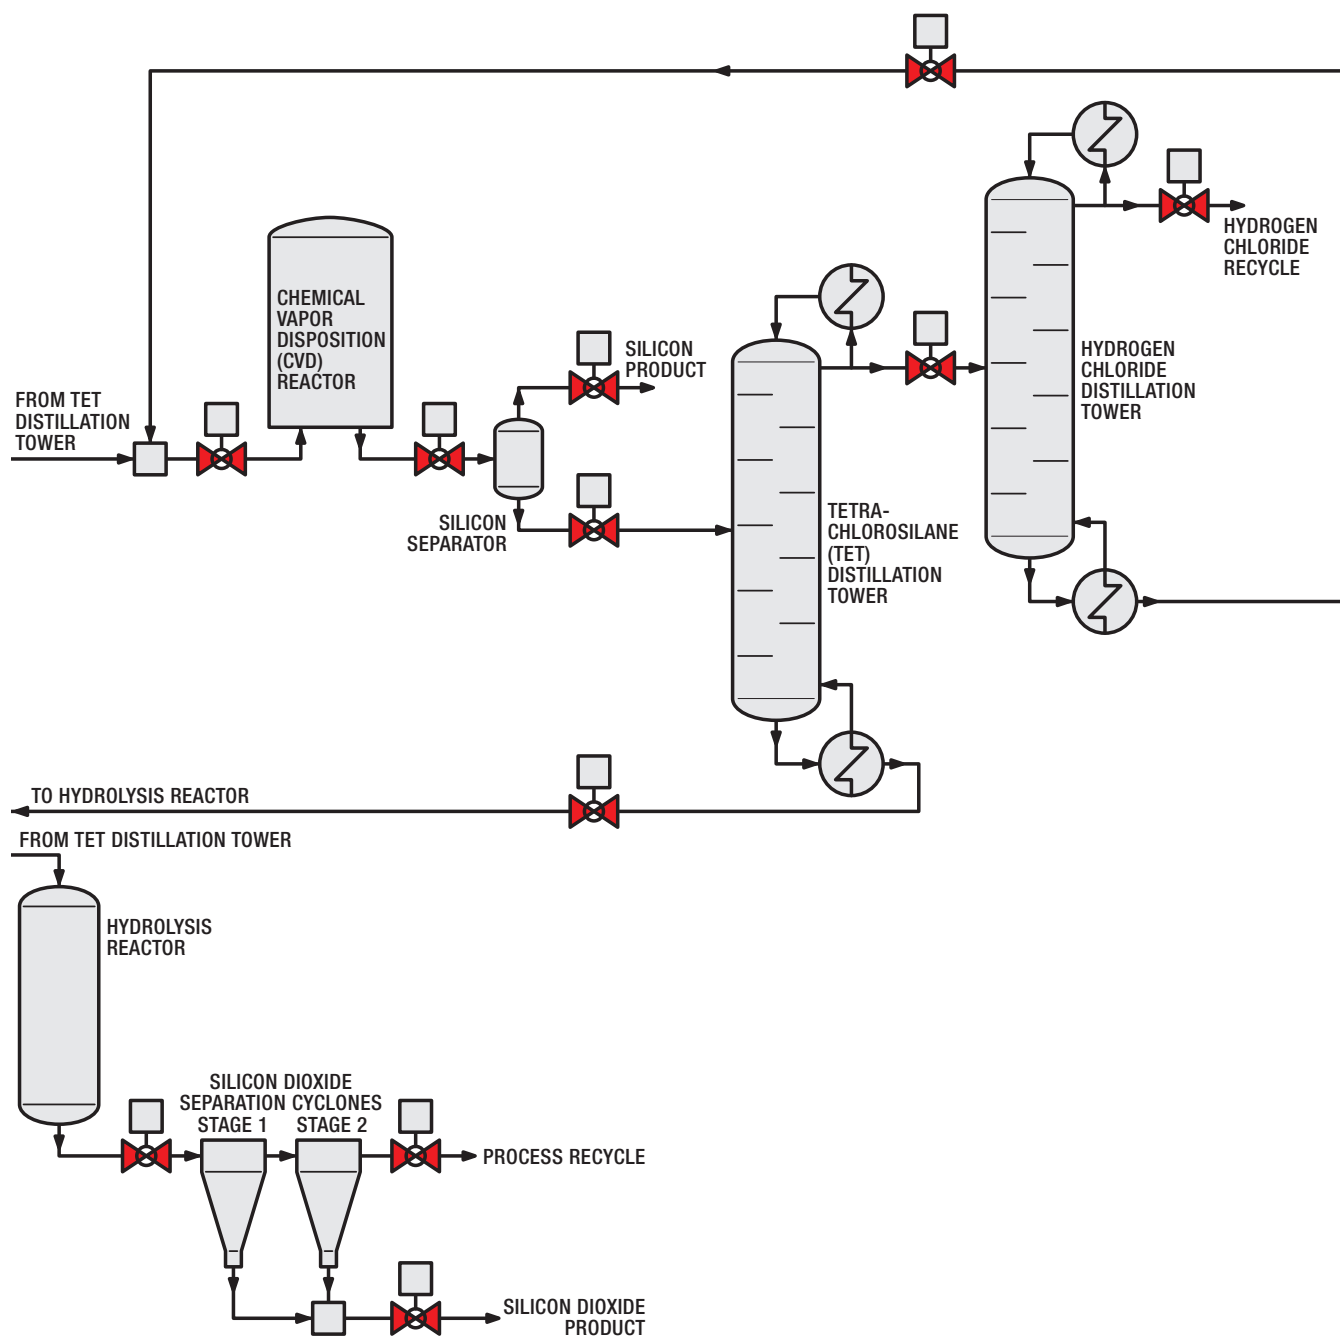 HYDROGEN
CHLORIDE
RECYCLE
CHEMICAL
VAPOR
DISPOSITION
(CVD)
REACTOR
SILICON
PRODUCT
HYDROGEN
CHLORIDE
DISTILLATION
TOWER
FROM TET
DISTILLATION
TOWER
SILICON
SEPARATOR
TETRA-
CHLOROSILANE
(TET)
DISTILLATION
TOWER
TO HYDROLYSIS REACTOR
FROM TET DISTILLATION TOWER
HYDROLYSIS
REACTOR
SILICON DIOXIDE
SEPARATION CYCLONES
STAGE 1 STAGE 2
PROCESS RECYCLE
SILICON DIOXIDE
PRODUCT